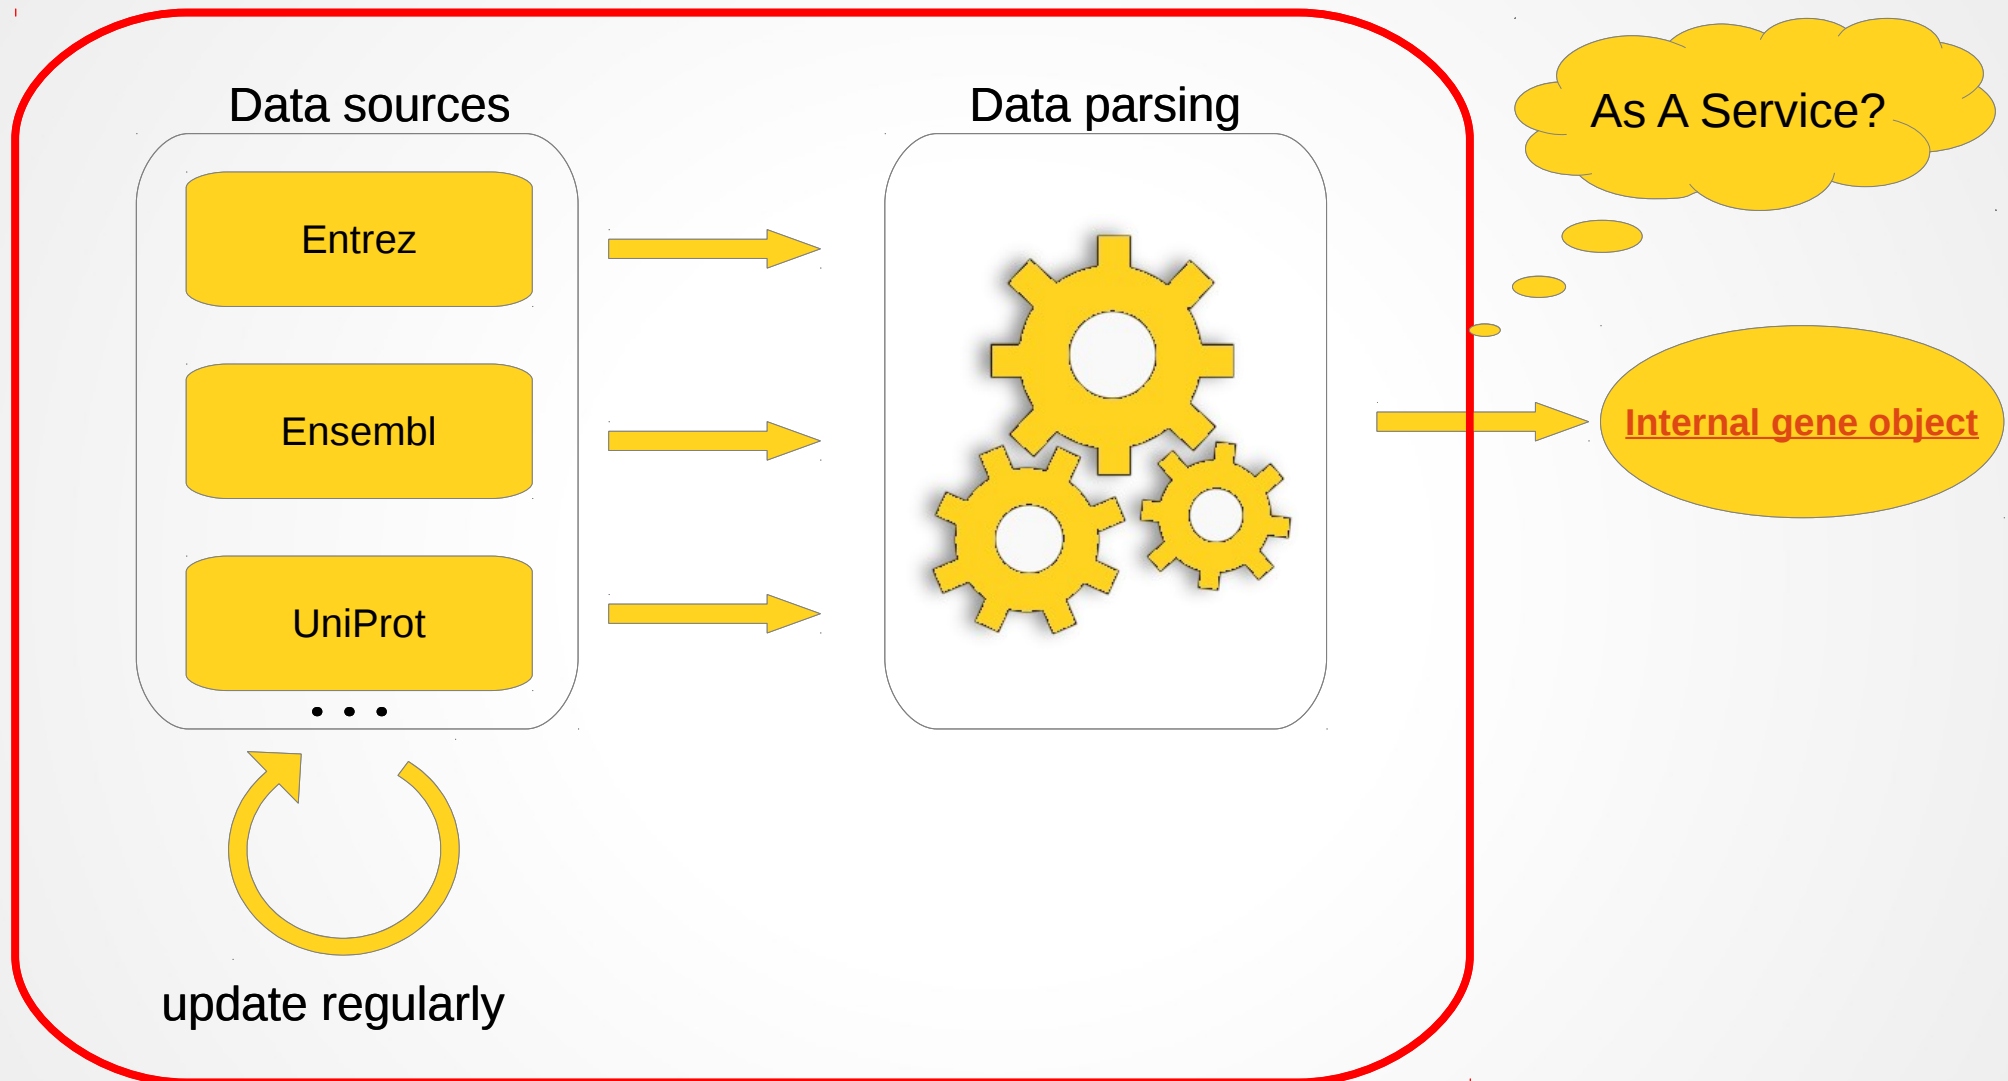 Data sources
Data parsing
As A Service?
Entrez
Ensembl
UniProt
...
Internal gene object
update regularly